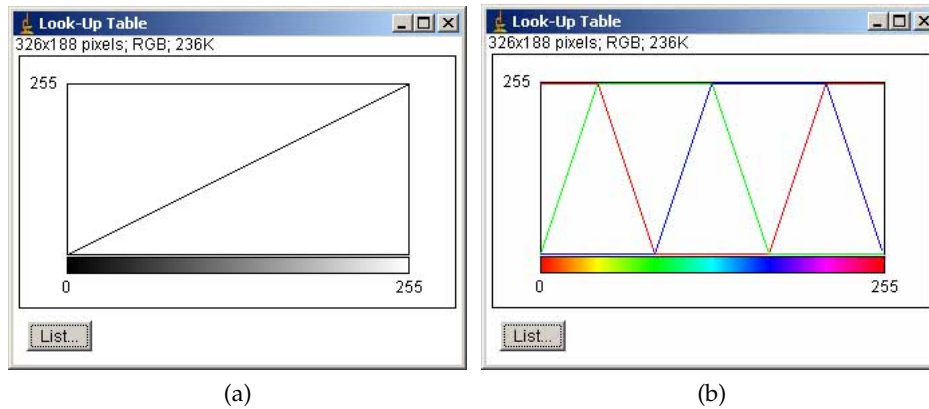 Look-Up Table
326x188 pixels; RGB; 236K
255
0
255
List...
(a)
Look-Up Table
326x188 pixels; RGB; 236K
255
0
255
List...
(b)